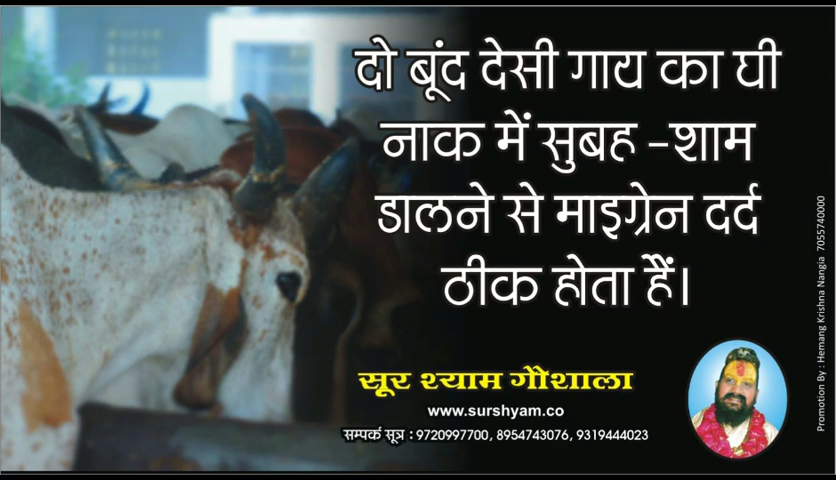 दो बूंद देसी गाय का घी
नाक में सुबह -शाम
डालने से माइग्रेन दर्द
ठीक होता हैं।
सूर श्याम गौशाला
www.surshyam.co
सम्पर्क सूत्र : 9720997700, 8954743076, 9319444023
Promotion By : Hemang Krishna Nangia 7055740000